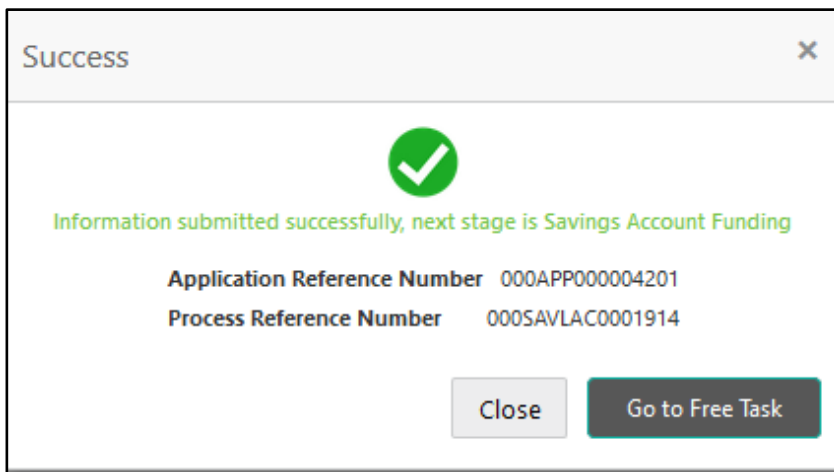 Success
Information submitted successfully, next stage is Savings Account Funding
Application Reference Number 000APP000004201
Process Reference Number 000SAVLAC0001914
Close Go to Free Task